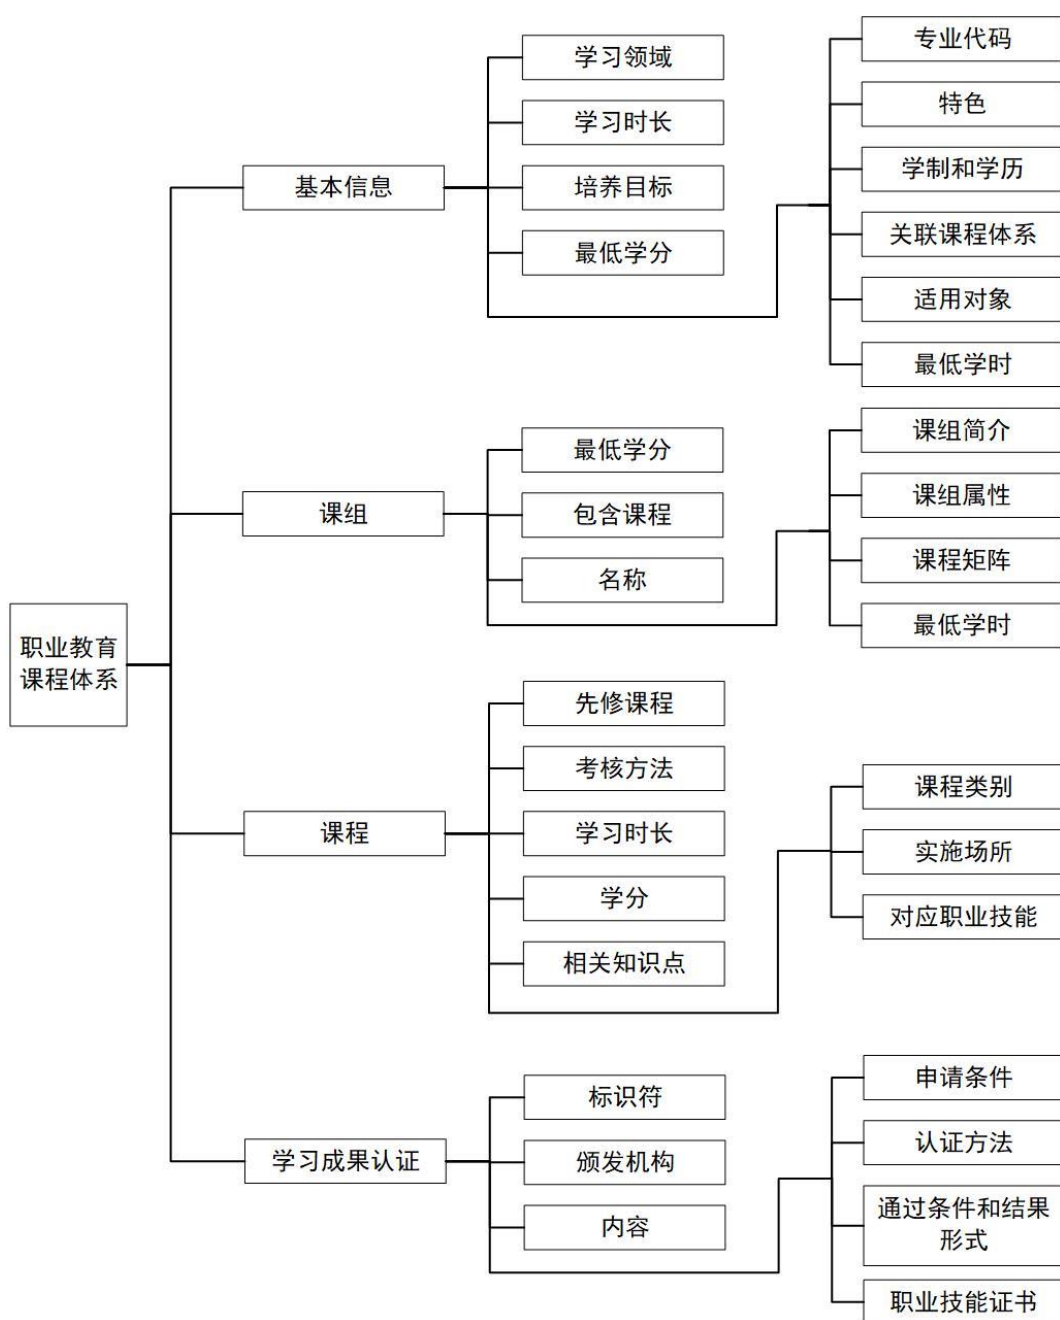 职业教育
课程体系
基本信息
学习领域
学习时长
培养目标
最低学分
专业代码
特色
学制和学历
关联课程体系
适用对象
最低学时
课组
最低学分
包含课程
名称
课组简介
课组属性
课程矩阵
最低学时
课程
先修课程
考核方法
学习时长
学分
相关知识点
课程类别
实施场所
对应职业技能
学习成果认证
标识符
颁发机构
内容
申请条件
认证方法
通过条件和结果
形式
职业技能证书